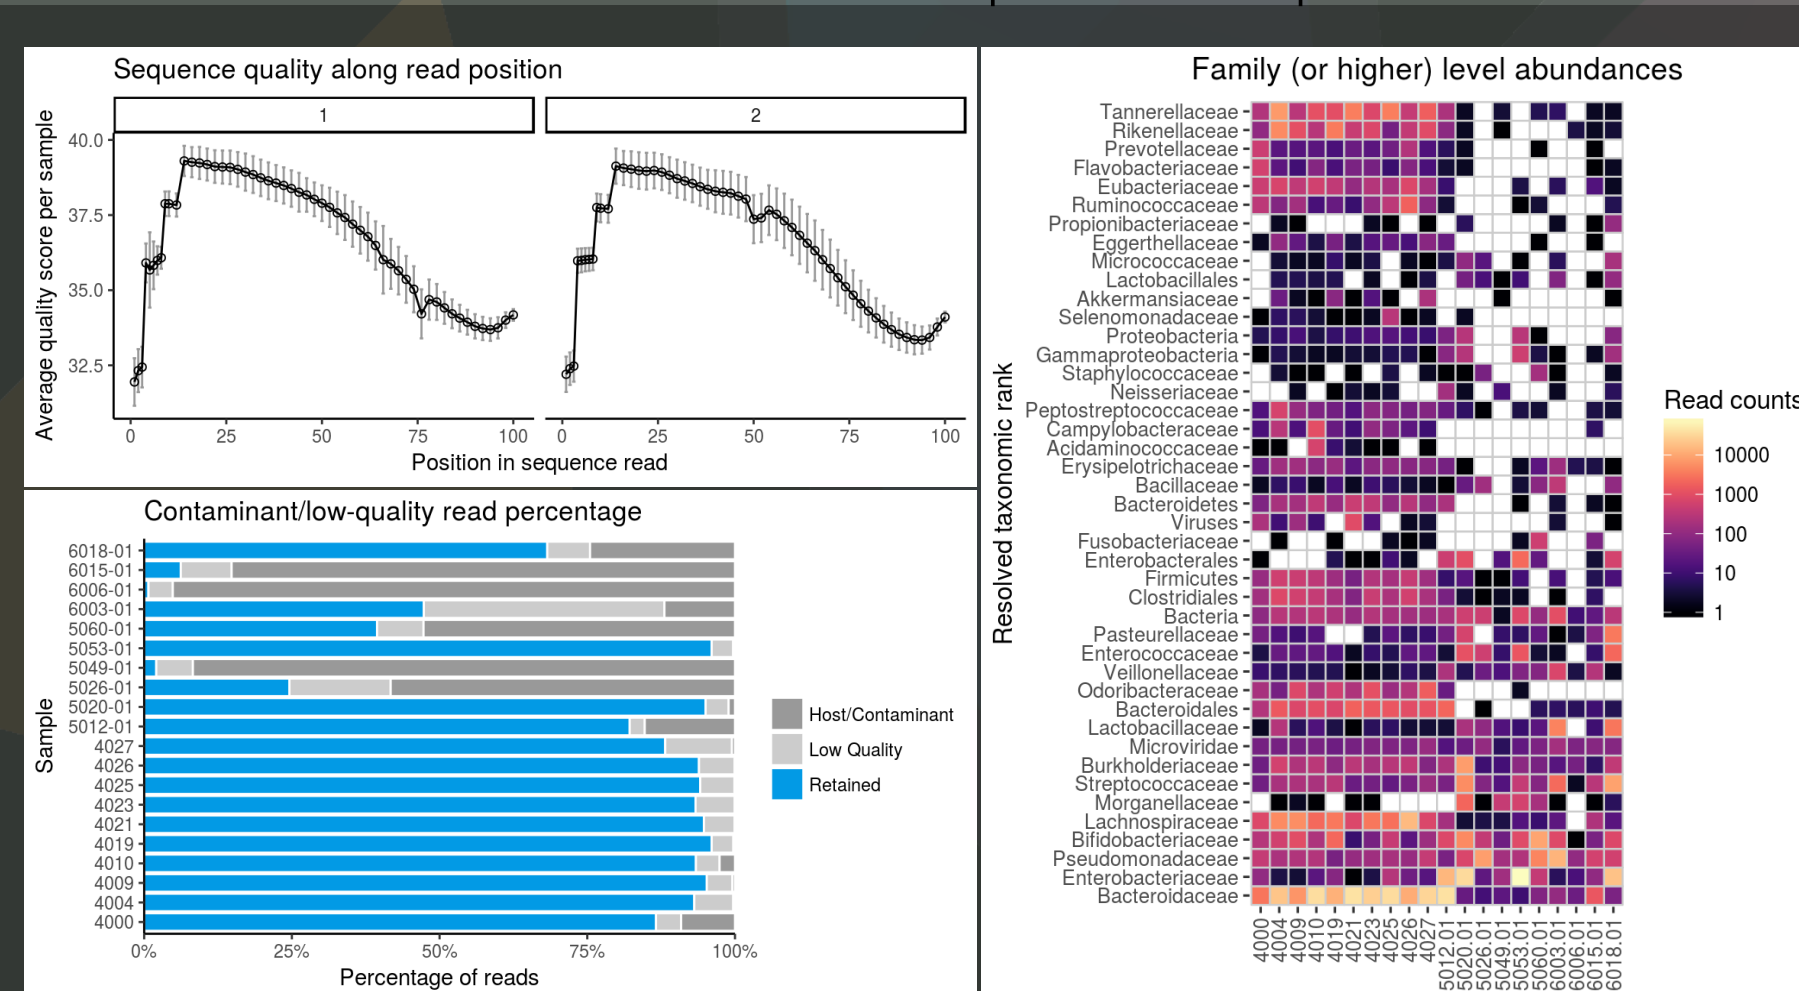 Sequence quality along read position
1
2
Average quality score per sample
40.0
37.5
35.0
32.5
0
25
50
75
100
0
25
50
75
100
Position in sequence read
Contaminant/low-quality read percentage
Sample
6018-01
6015-01
6006-01
6003-01
5060-01
5053-01
5049-01
5026-01
5020-01
5012-01
4027
4026
4025
4023
4021
4019
4010
4009
4004
4000
0%
25%
50%
75%
100%
Percentage of reads
Host/Contaminant
Low Quality
Retained
Family (or higher) level abundances
Resolved taxonomic rank
Tannerellaceae
Rikenellaceae
Prevotellaceae
Flavobacteriaceae
Eubacteriaceae
Ruminococcaceae
Propionibacteriaceae
Eggerthellaceae
Micrococcaceae
Lactobacillales
Akkermansiaceae
Selenomonadaceae
Proteobacteria
Gammaproteobacteria
Staphylococcaceae
Neisseriaceae
Peptostreptococcaceae
Campylobacteraceae
Acidaminococcaceae
Erysipelotrichaceae
Bacillaceae
Bacteroidetes
Viruses
Fusobacteriaceae
Enterobacterales
Firmicutes
Clostridiales
Bacteria
Pasteurellaceae
Enterococcaceae
Veillonellaceae
Odoribacteraceae
Bacteroidales
Lactobacillaceae
Microviridae
Burkholderiaceae
Streptococcaceae
Morganellaceae
Lachnospiraceae
Bifidobacteriaceae
Pseudomonadaceae
Enterobacteriaceae
Bacteroidaceae
4000
4004
4009
4010
4019
4021
4023
4025
4026
4027
5012.01
5020.01
5026.01
5049.01
5053.01
5060.01
6003.01
6006.01
6015.01
6018.01
Read counts
10000
1000
100
10
1